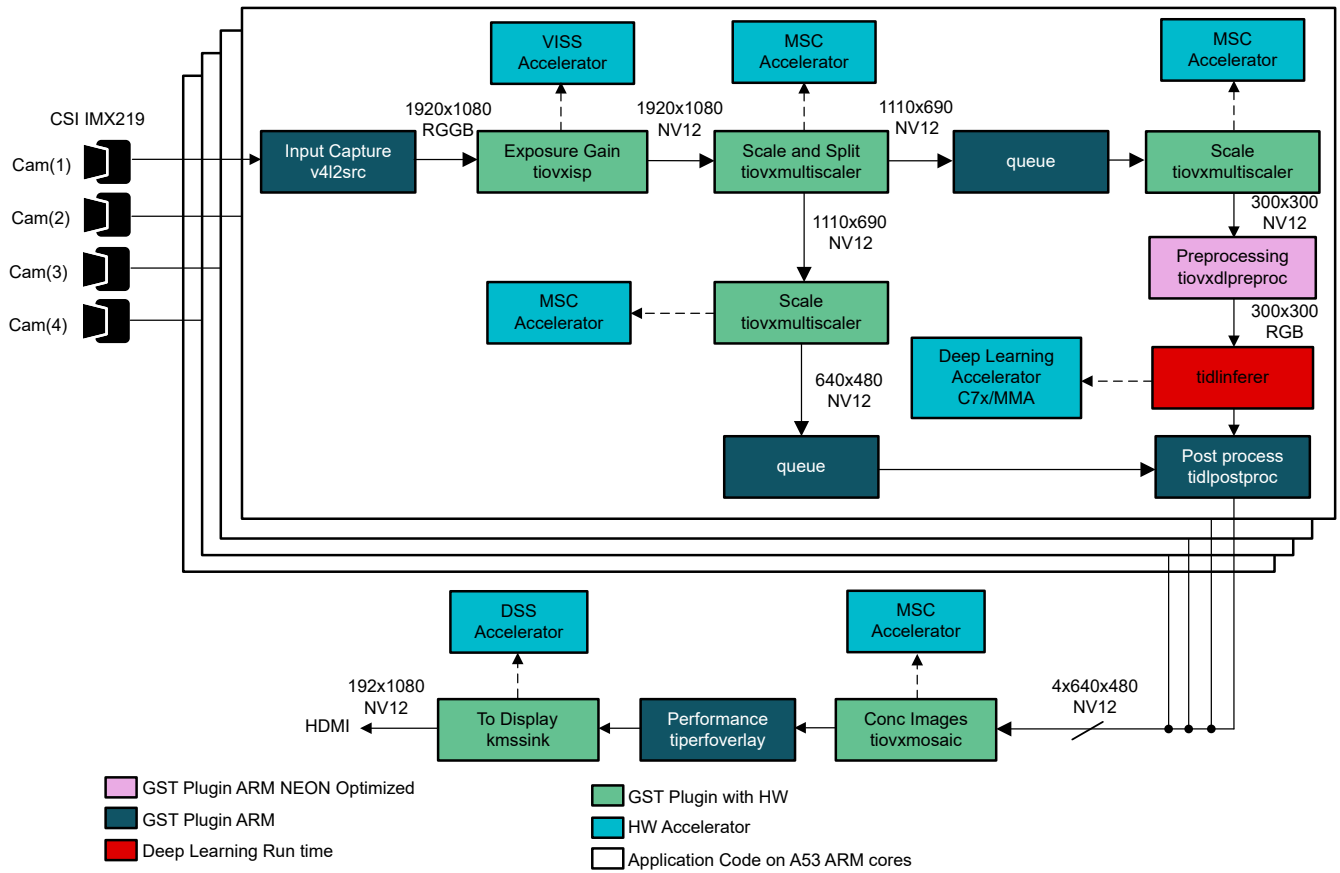 VISS
Accelerator
MSC
Accelerator
MSC
Accelerator
CSI IMX219
Cam(1)
Cam(2)
Cam(3)
Cam(4)
Input Capture
v4l2src
1920x1080
RGGB
Exposure Gain
tiovxisp
1920x1080
NV12
Scale and Split
tiovxmultiscaler
1110x690
NV12
queue
Scale
tiovxmultiscaler
300x300
NV12
1110x690
NV12
Preprocessing
tiovxdlpreproc
300x300
RGB
MSC
Accelerator
Scale
tiovxmultiscaler
Deep Learning
Accelerator
C7x/MMA
tidlinferer
640x480
NV12
queue
Post process
tidlpostproc
DSS
Accelerator
MSC
Accelerator
HDMI
192x1080
NV12
To Display
kmssink
Performance
tiperfoverlay
Conc Images
tiovxmosaic
4x640x480
NV12
GST Plugin ARM NEON Optimized
GST Plugin ARM
Deep Learning Run time
GST Plugin with HW
HW Accelerator
Application Code on A53 ARM cores